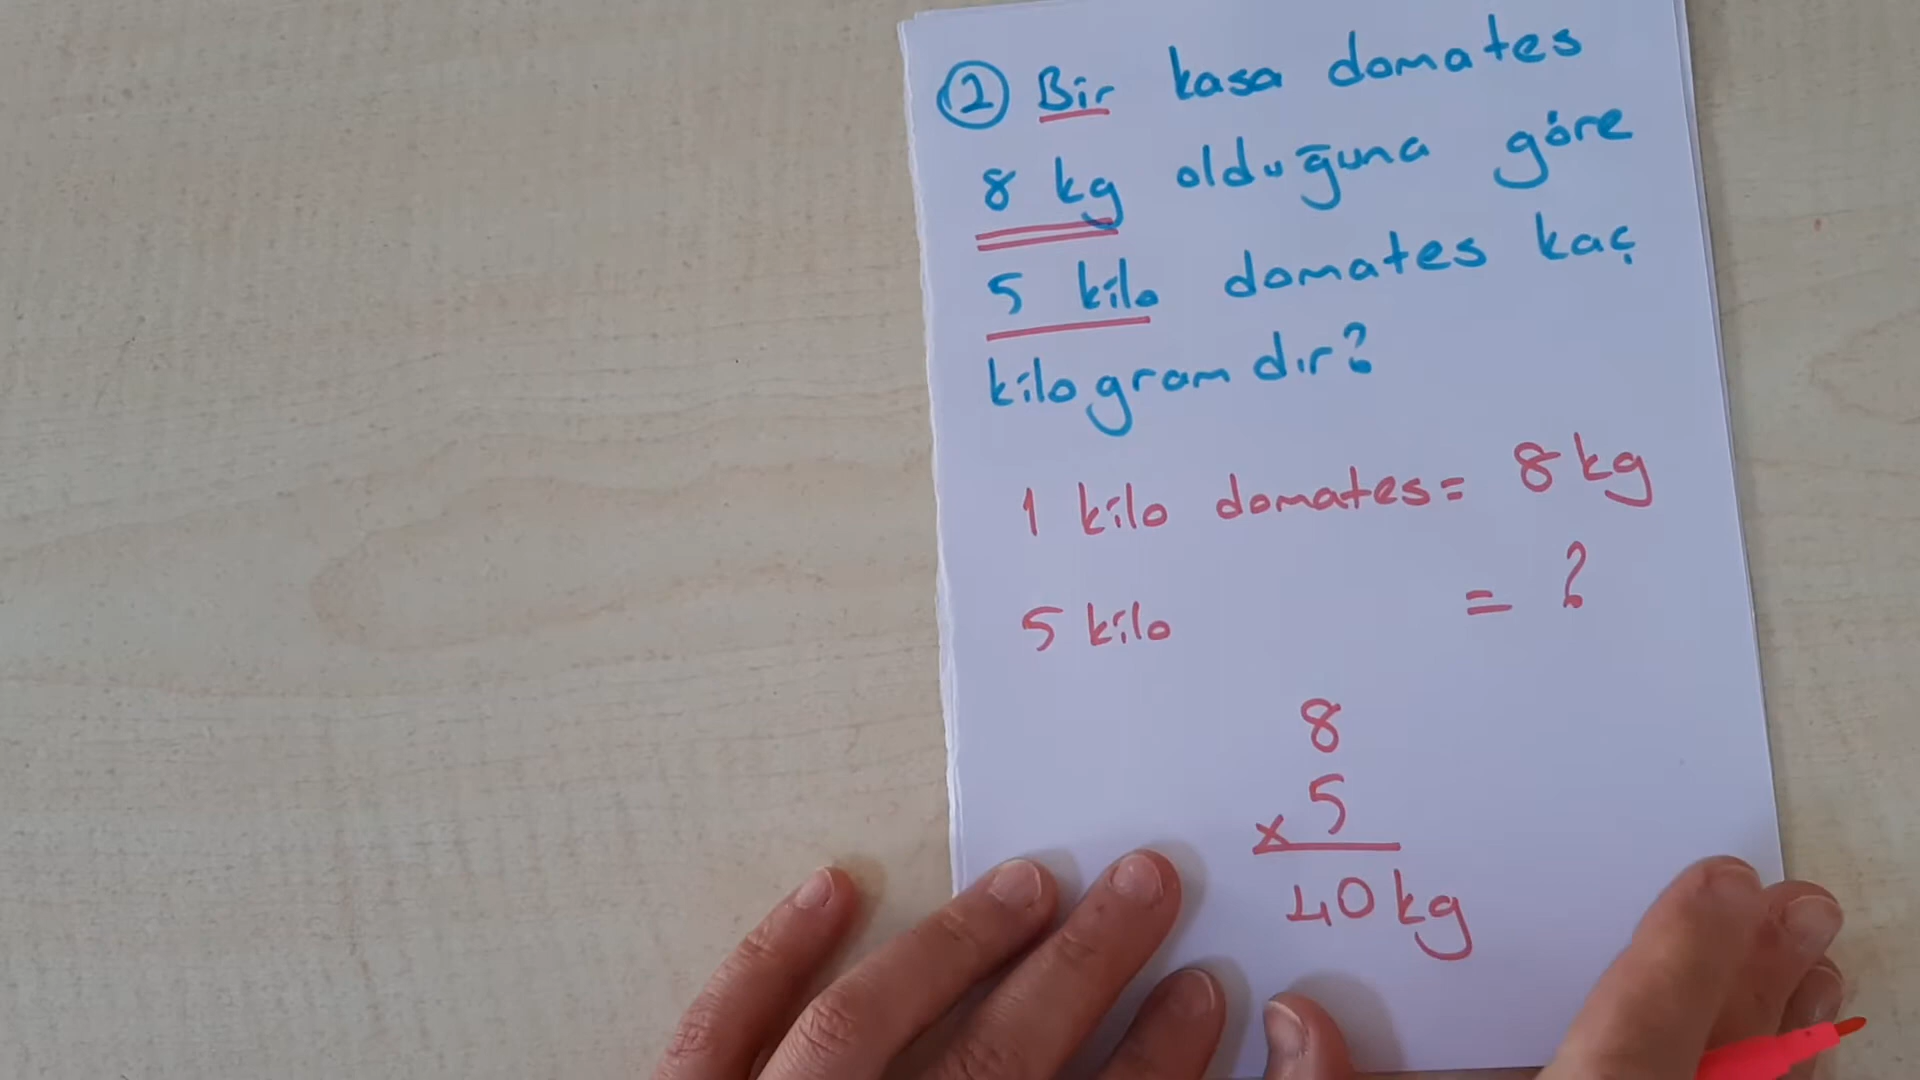 2 Bir kasa domates
8 kg olduğuna göre
5 kilo domates kaç
kilogramdır?
1 kilo domates = 8 kg
5 kilo = ?
8
x 5
40 kg